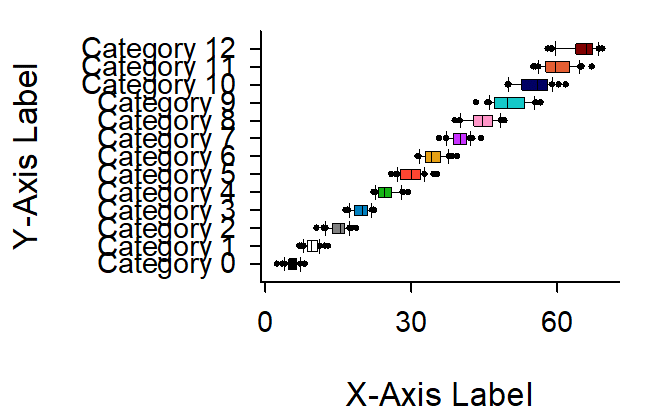 Category 12
Category 11
Category 10
Category 9
Category 8
Category 7
Category 6
Category 5
Category 4
Category 3
Category 2
Category 1
Category 0
Y-Axis Label
0 30 60
X-Axis Label